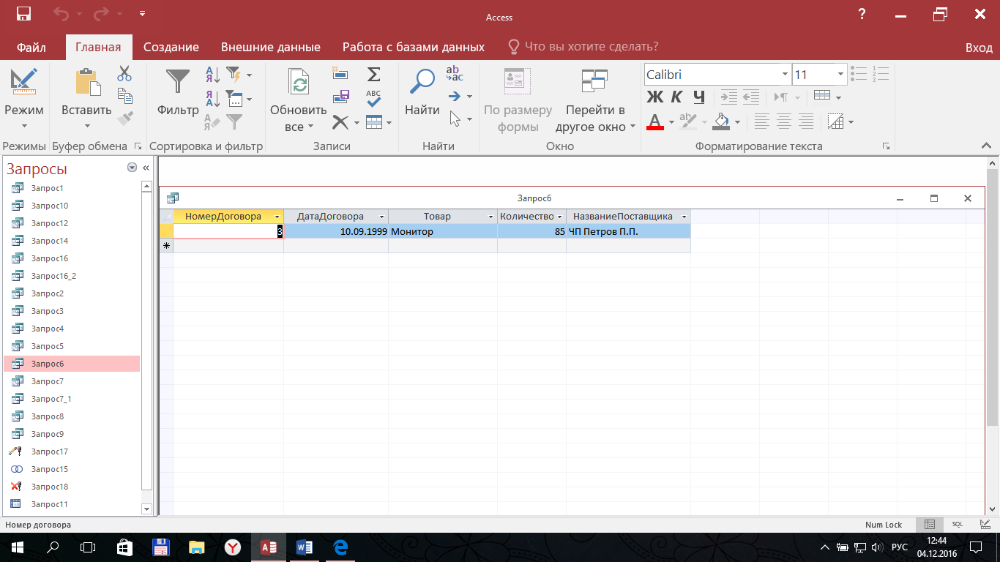 Access
?
Файл Главная Создание Внешние данные Работа с базами данных Что вы хотите сделать? Вход
Режим
Вставить
Фильтр
Обновить
все
Найти
По размеру
формы
Перейти в
другое окно
Calibri 11
Ж К Ч
Режимы Буфер обмена Сортировка и фильтр Записи Найти Окно Форматирование текста
Запросы
Запрос1
Запрос10
Запрос12
Запрос14
Запрос16
Запрос16_2
Запрос2
Запрос3
Запрос4
Запрос5
Запрос6
Запрос7
Запрос7_1
Запрос8
Запрос9
Запрос17
Запрос15
Запрос18
Запрос11
Запрос6
НомерДоговора ДатаДоговора Товар Количество НазваниеПоставщика
3 10.09.1999 Монитор 85 ЧП Петров П.П.
Номер договора Num Lock SQL
РУС
12:44
04.12.2016